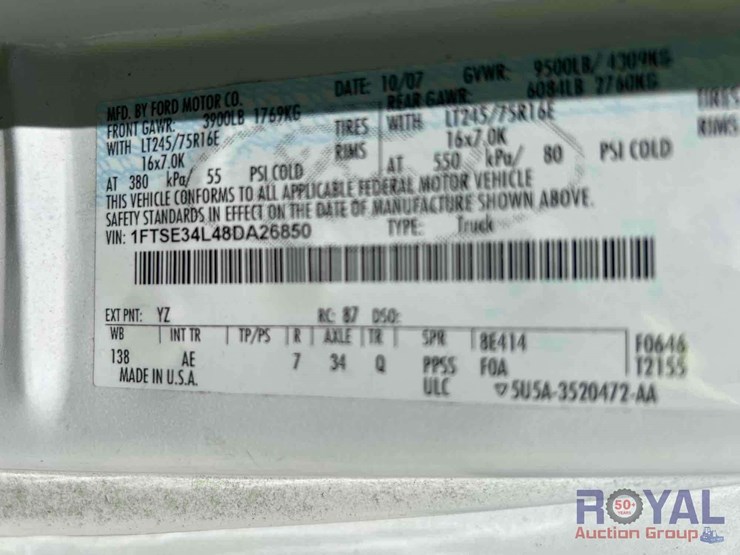 MFD. BY FORD MOTOR CO. DATE: 10/07 GVWR: 9500LB/ 4309KG
FRONT GAWR: 3900LB 1769KG REAR GAWR: 6084LB 2760KG
WITH LT245/75R16E TIRES WITH LT245/75R16E TIRES
16x7.0K RIMS 16x7.0K RIMS
AT 380 kPa/ 55 PSI COLD AT 550 kPa/ 80 PSI COLD
THIS VEHICLE CONFORMS TO ALL APPLICABLE FEDERAL MOTOR VEHICLE
SAFETY STANDARDS IN EFFECT ON THE DATE OF MANUFACTURE SHOWN ABOVE.
VIN: 1FTSE34L48DA26850 TYPE: Truck
EXT PNT: YZ RC: 87 DSO:
WB INT TR TP/PS R AXLE TR SPR 8E414 F0646
138 AE 7 34 Q PPSS FOA T2155
MADE IN U.S.A. ULC 5U5A-3520472-AA
50+
YEARS
ROYAL
Auction Group